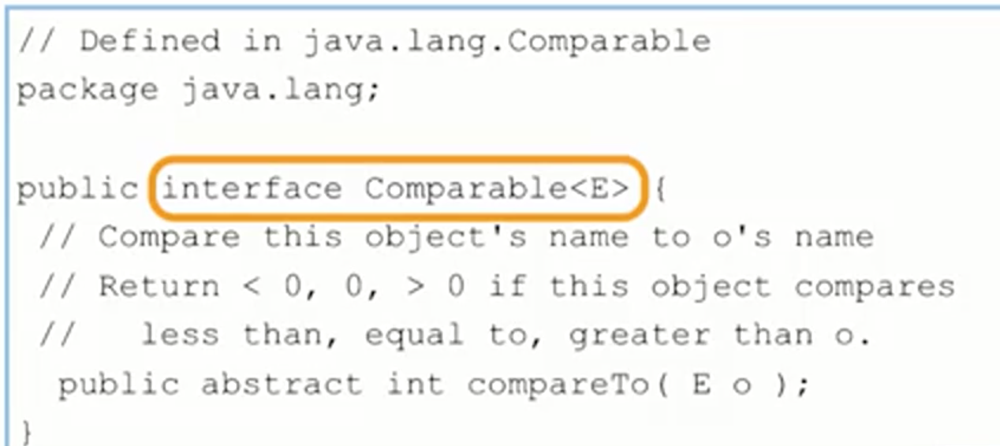 // Defined in java.lang.Comparable
package java.lang;
public interface Comparable<E> {
// Compare this object's name to o's name
// Return < 0, 0, > 0 if this object compares
//   less than, equal to, greater than o.
public abstract int compareTo( E o );
}